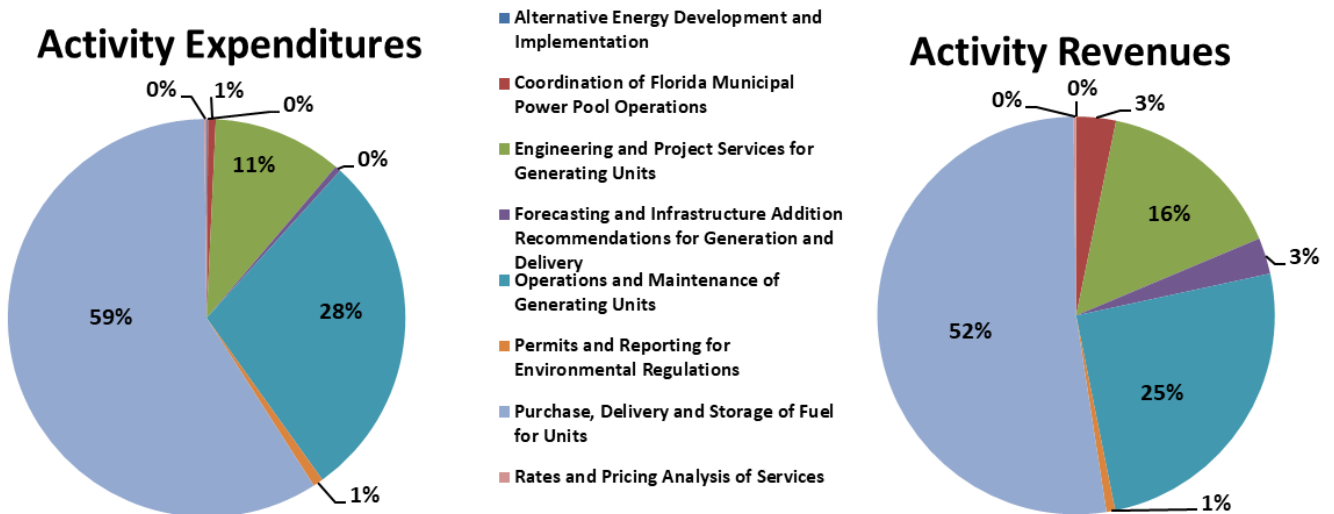 Activity Expenditures
0%
1%
0%
11%
0%
59%
28%
1%
Alternative Energy Development and
Implementation
Coordination of Florida Municipal
Power Pool Operations
Engineering and Project Services for
Generating Units
Forecasting and Infrastructure Addition
Recommendations for Generation and
Delivery
Operations and Maintenance of
Generating Units
Permits and Reporting for
Environmental Regulations
Purchase, Delivery and Storage of Fuel
for Units
Rates and Pricing Analysis of Services
Activity Revenues
0%
0%
3%
16%
3%
52%
25%
1%